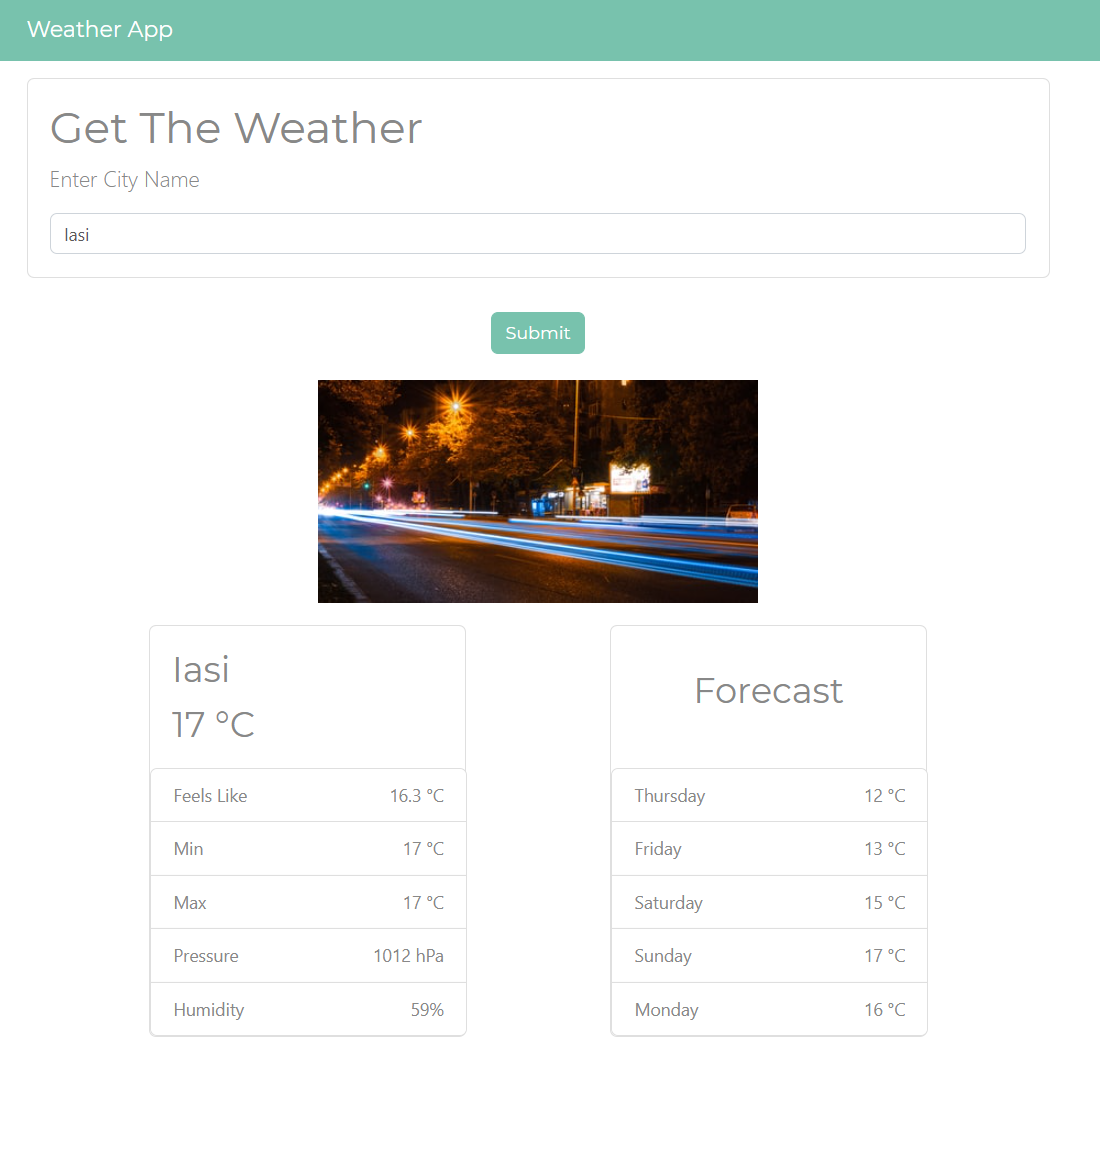 Weather App
Get The Weather
Enter City Name
Iasi
Submit
Iasi
17 °C
Feels Like 16.3 °C
Min 17 °C
Max 17 °C
Pressure 1012 hPa
Humidity 59%
Forecast
Thursday 12 °C
Friday 13 °C
Saturday 15 °C
Sunday 17 °C
Monday 16 °C